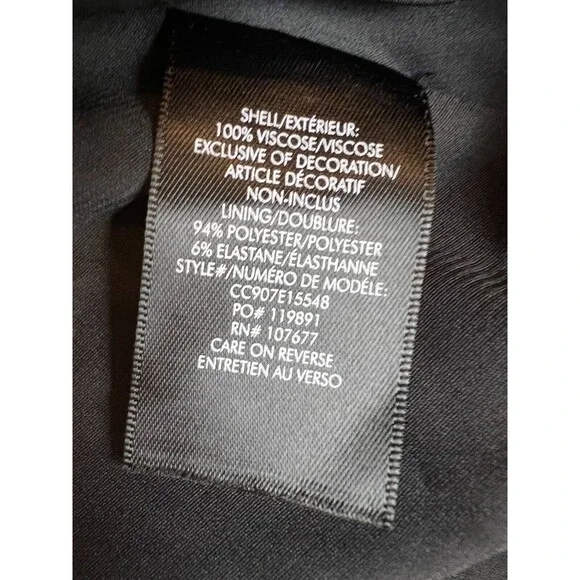 SHELL/EXTÉRIEUR:
100% VISCOSE/VISCOSE
EXCLUSIVE OF DECORATION/
ARTICLE DÉCORATIF
NON-INCLUS
LINING/DOUBLURE:
94% POLYESTER/POLYESTER
6% ELASTANE/ÉLASTHANNE
STYLE#/NUMÉRO DE MODÉLE:
CC907E15548
PO# 119891
RN# 107677
CARE ON REVERSE
ENTRETIEN AU VERSO